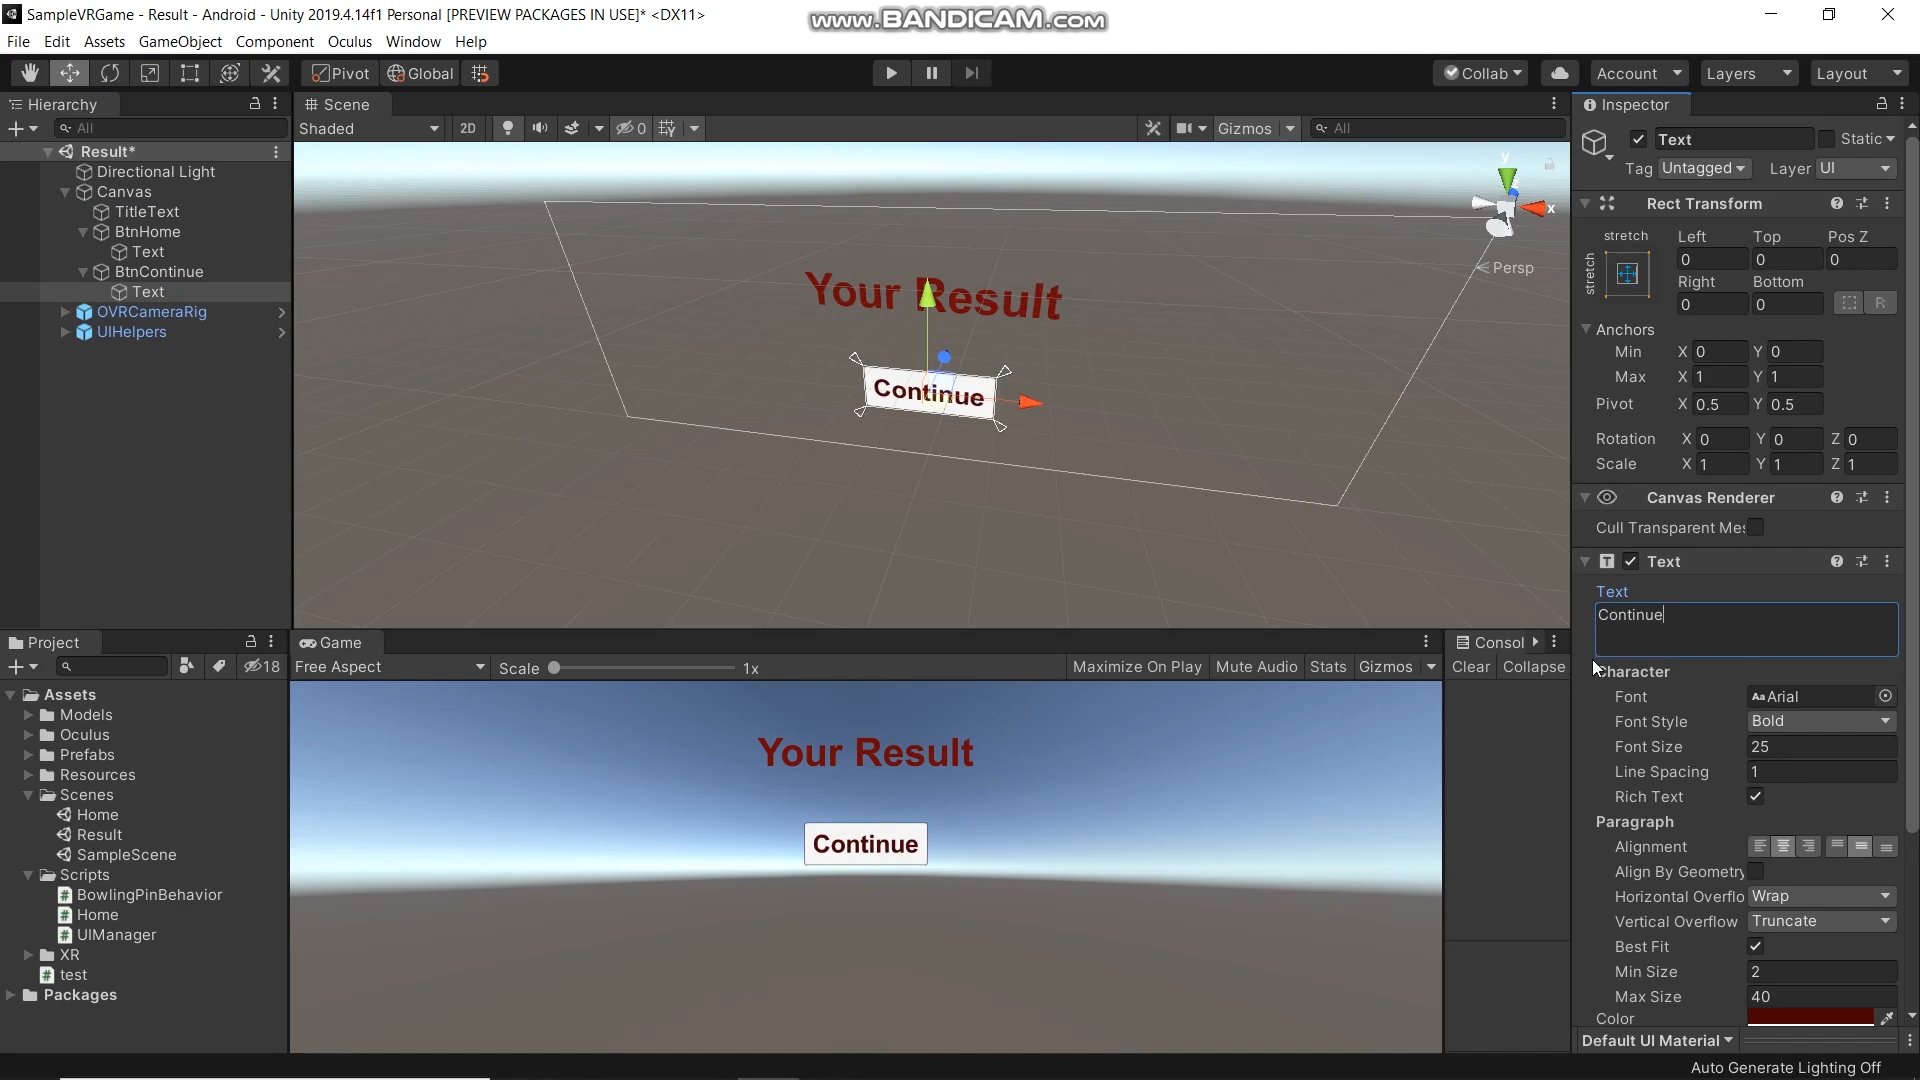 SampleVRGame - Result - Android - Unity 2019.4.14f1 Personal [PREVIEW PACKAGES IN USE]* <DX11>
www.BANDICAM.com
File Edit Assets GameObject Component Oculus Window Help
Pivot Global Collab Account Layers Layout
Hierarchy
All
Result*
Directional Light
Canvas
TitleText
BtnHome
Text
BtnContinue
Text
OVRCameraRig
UIHelpers
Scene
Shaded 2D 0 Gizmos All
y
x
Persp
Your Result
Continue
Project
18
Assets
Models
Oculus
Prefabs
Resources
Scenes
Home
Result
SampleScene
Scripts
BowlingPinBehavior
Home
UIManager
XR
test
Packages
Game
Free Aspect Scale 1x Maximize On Play Mute Audio Stats Gizmos
Your Result
Continue
Consol
Clear Collapse
Inspector
Text Static
Tag Untagged Layer UI
Rect Transform
stretch
stretch
Left Top Pos Z
0 0 0
Right Bottom
0 0 R
Anchors
Min X 0 Y 0
Max X 1 Y 1
Pivot X 0.5 Y 0.5
Rotation X 0 Y 0 Z 0
Scale X 1 Y 1 Z 1
Canvas Renderer
Cull Transparent Mes
T Text
Text
Continue
Character
Font Aa Arial
Font Style Bold
Font Size 25
Line Spacing 1
Rich Text
Paragraph
Alignment
Align By Geometry
Horizontal Overflo Wrap
Vertical Overflow Truncate
Best Fit
Min Size 2
Max Size 40
Color
Default UI Material
Auto Generate Lighting Off